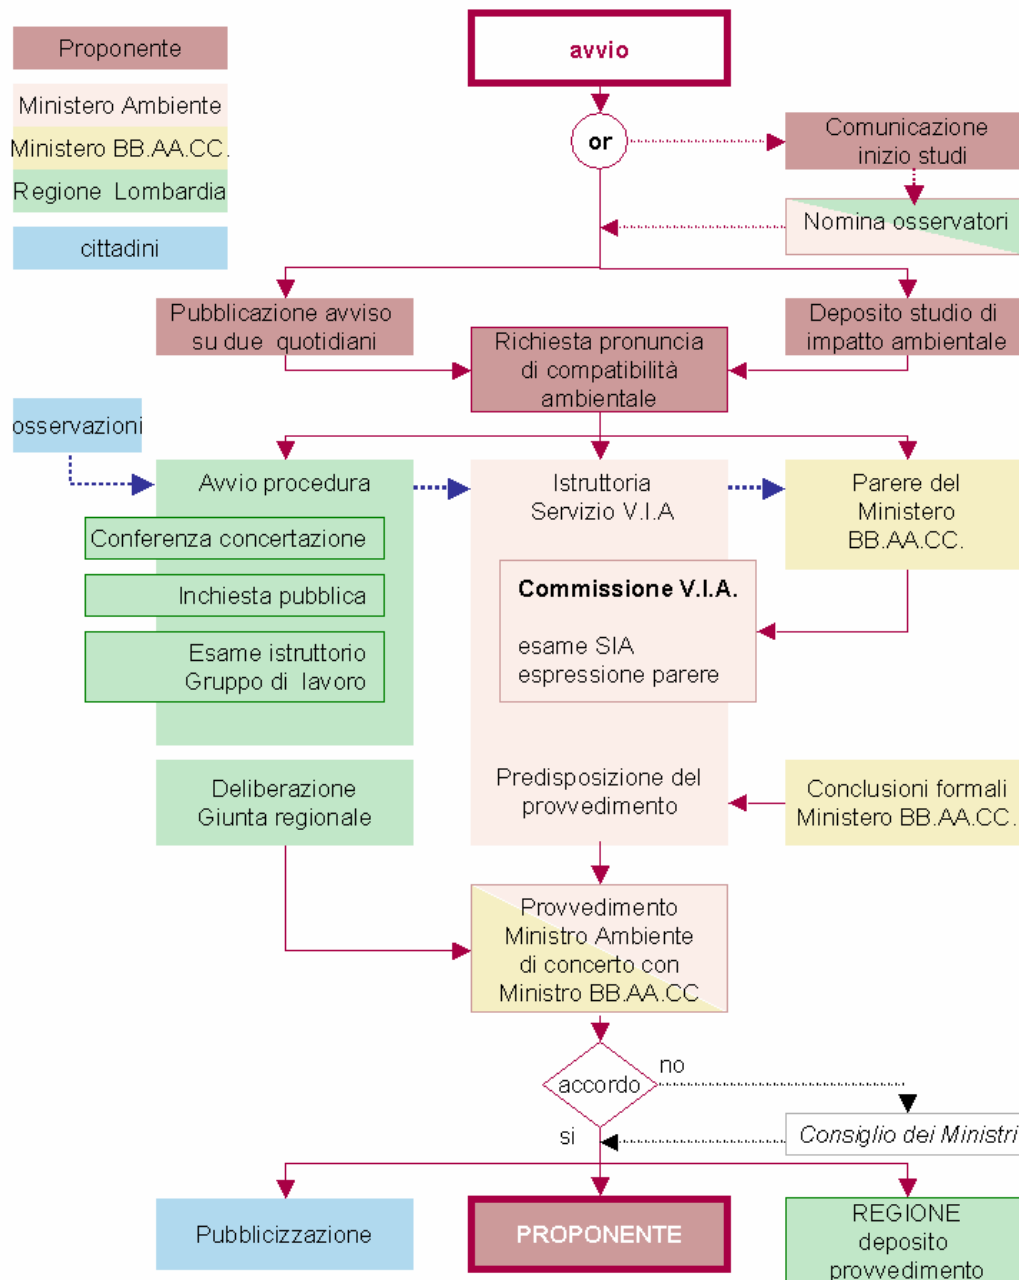 Proponente
Ministero Ambiente
Ministero BB.AA.CC.
Regione Lombardia
cittadini
avvio
or
Comunicazione
inizio studi
Nomina osservatori
Pubblicazione avviso
su due quotidiani
Richiesta pronuncia
di compatibilità
ambientale
Deposito studio di
impatto ambientale
osservazioni
Avvio procedura
Conferenza concertazione
Inchiesta pubblica
Esame istruttorio
Gruppo di lavoro
Istruttoria
Servizio V.I.A
Commissione V.I.A.
esame SIA
espressione parere
Parere del
Ministero
BB.AA.CC.
Deliberazione
Giunta regionale
Predisposizione del
provvedimento
Conclusioni formali
Ministero BB.AA.CC.
Provvedimento
Ministro Ambiente
di concerto con
Ministro BB.AA.CC
accordo
no
si
Consiglio dei Ministri
Pubblicizzazione
PROPONENTE
REGIONE
deposito
provvedimento